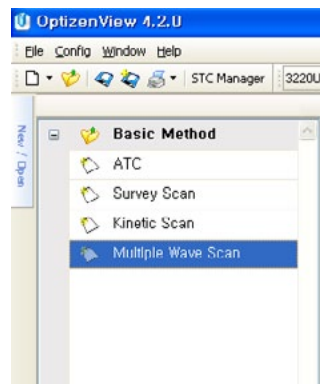 OptizenView 4.2.U
File Config Window Help
STC Manager 3220U
New / Open
Basic Method
ATC
Survey Scan
Kinetic Scan
Multiple Wave Scan